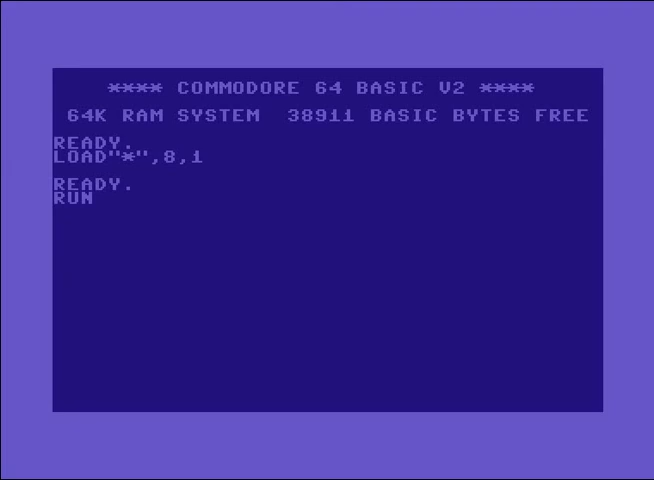 **** COMMODORE 64 BASIC V2 ****
64K RAM SYSTEM  38911 BASIC BYTES FREE
READY.
LOAD"*",8,1
READY.
RUN